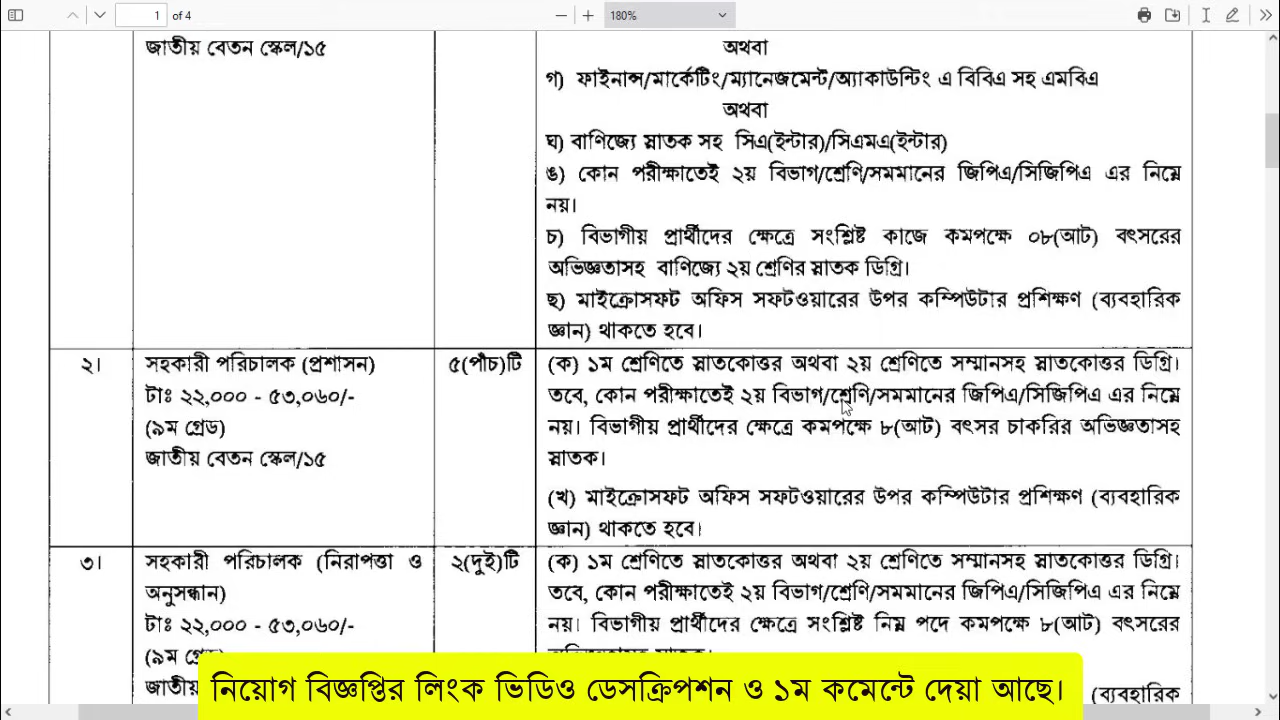 1 of 4
180%
জাতীয় বেতন স্কেল/১৫
অথবা
গ) ফাইনান্স/মার্কেটিং/ম্যানেজমেন্ট/অ্যাকাউন্টিং এ বিবিএ সহ এমবিএ
অথবা
ঘ) বাণিজ্যে স্নাতক সহ সিএ(ইন্টার)/সিএমএ(ইন্টার)
ঙ) কোন পরীক্ষাতেই ২য় বিভাগ/শ্রেণি/সমমানের জিপিএ/সিজিপিএ এর নিম্নে
নয়।
চ) বিভাগীয় প্রার্থীদের ক্ষেত্রে সংশ্লিষ্ট কাজে কমপক্ষে ০৮(আট) বৎসরের
অভিজ্ঞতাসহ বাণিজ্যে ২য় শ্রেণির স্নাতক ডিগ্রি।
ছ) মাইক্রোসফট অফিস সফটওয়ারের উপর কম্পিউটার প্রশিক্ষণ (ব্যবহারিক
জ্ঞান) থাকতে হবে।
২।
সহকারী পরিচালক (প্রশাসন)
টাঃ ২২,০০০ - ৫৩,০৬০/-
(৯ম গ্রেড)
জাতীয় বেতন স্কেল/১৫
৫(পাঁচ)টি
(ক) ১ম শ্রেণিতে স্নাতকোত্তর অথবা ২য় শ্রেণিতে সম্মানসহ স্নাতকোত্তর ডিগ্রি।
তবে, কোন পরীক্ষাতেই ২য় বিভাগ/শ্রেণি/সমমানের জিপিএ/সিজিপিএ এর নিম্নে
নয়। বিভাগীয় প্রার্থীদের ক্ষেত্রে কমপক্ষে ৮(আট) বৎসর চাকরির অভিজ্ঞতাসহ
স্নাতক।
(খ) মাইক্রোসফট অফিস সফটওয়ারের উপর কম্পিউটার প্রশিক্ষণ (ব্যবহারিক
জ্ঞান) থাকতে হবে।
৩।
সহকারী পরিচালক (নিরাপত্তা ও
অনুসন্ধান)
টাঃ ২২,০০০ - ৫৩,০৬০/-
(৯ম গ্রে
জাতী
২(দুই)টি
(ক) ১ম শ্রেণিতে স্নাতকোত্তর অথবা ২য় শ্রেণিতে সম্মানসহ স্নাতকোত্তর ডিগ্রি।
তবে, কোন পরীক্ষাতেই ২য় বিভাগ/শ্রেণি/সমমানের জিপিএ/সিজিপিএ এর নিম্নে
নয়। বিভাগীয় প্রার্থীদের ক্ষেত্রে সংশ্লিষ্ট নিম্ন পদে কমপক্ষে ৮(আট) বৎসরের
(ব্যবহারিক
নিয়োগ বিজ্ঞপ্তির লিংক ভিডিও ডেসক্রিপশন ও ১ম কমেন্টে দেয়া আছে।